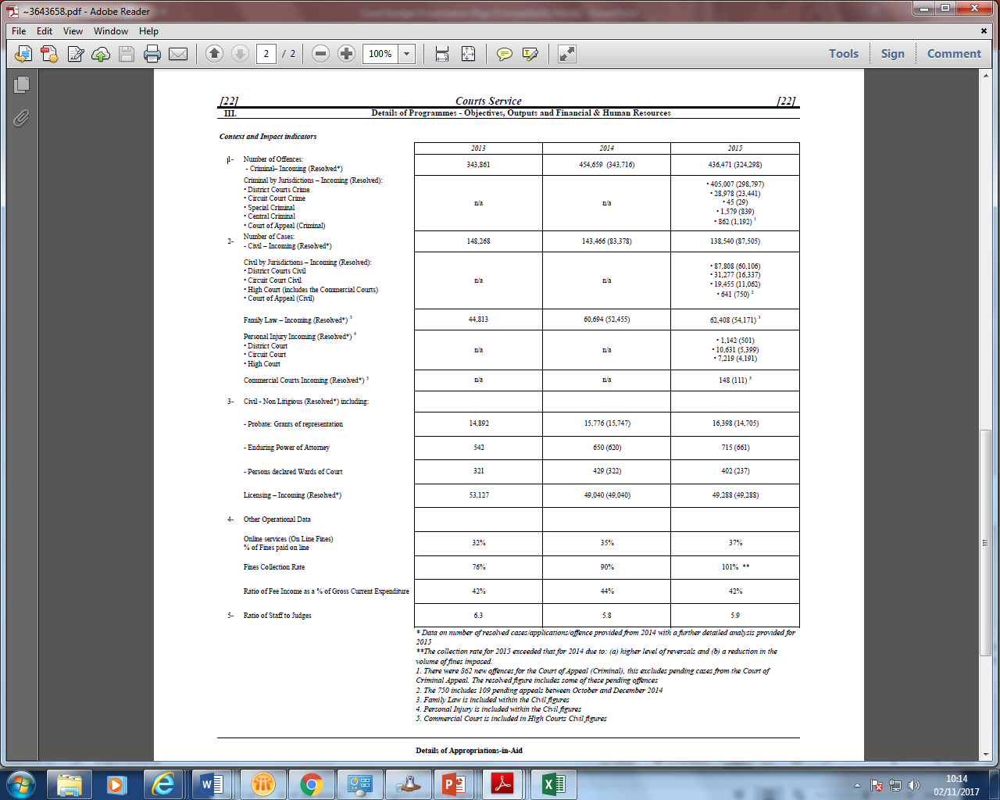 ~3643658.pdf - Adobe Reader
File Edit View Window Help
2 / 2 100% Tools Sign Comment
[22] Courts Service [22]
III. Details of Programmes - Objectives, Outputs and Financial & Human Resources
Context and Impact indicators
2013 2014 2015
1- Number of Offences:
- Criminal– Incoming (Resolved*) 343,861 454,659 (343,716) 436,471 (324,298)
Criminal by Jurisdictions – Incoming (Resolved):
• District Courts Crime
• Circuit Court Crime
• Special Criminal
• Central Criminal
• Court of Appeal (Criminal)
n/a n/a
• 405,007 (298,797)
• 28,978 (23,441)
• 45 (29)
• 1,579 (839)
• 862 (1,192) 1
2- Number of Cases:
- Civil – Incoming (Resolved*) 148,268 143,466 (83,378) 138,540 (87,505)
Civil by Jurisdictions – Incoming (Resolved):
• District Courts Civil
• Circuit Court Civil
• High Court (includes the Commercial Courts)
• Court of Appeal (Civil)
n/a n/a
• 87,808 (60,106)
• 31,277 (16,337)
• 19,455 (11,062)
• 641 (750) 2
Family Law – Incoming (Resolved*) 3 44,813 60,694 (52,455) 62,408 (54,171) 3
Personal Injury Incoming (Resolved*) 4
• District Court
• Circuit Court
• High Court
n/a n/a
• 1,142 (501)
• 10,631 (5,399)
• 7,219 (4,191)
Commercial Courts Incoming (Resolved*) 5 n/a n/a 148 (111) 5
3- Civil - Non Litigious (Resolved*) including:
- Probate: Grants of representation 14,892 15,776 (15,747) 16,398 (14,705)
- Enduring Power of Attorney 542 650 (620) 715 (661)
- Persons declared Wards of Court 321 429 (322) 402 (237)
Licensing – Incoming (Resolved*) 53,127 49,040 (49,040) 49,288 (49,288)
4- Other Operational Data
Online services (On Line Fines)
% of Fines paid on line 32% 35% 37%
Fines Collection Rate 76% 90% 101% **
Ratio of Fee Income as a % of Gross Current Expenditure 42% 44% 42%
5- Ratio of Staff to Judges 6.3 5.8 5.9
* Data on number of resolved cases/applications/offence provided from 2014 with a further detailed analysis provided for
2015
**The collection rate for 2015 exceeded that for 2014 due to: (a) higher level of reversals and (b) a reduction in the
volume of fines imposed.
1. There were 862 new offences for the Court of Appeal (Criminal), this excludes pending cases from the Court of
Criminal Appeal. The resolved figure includes some of these pending offences
2. The 750 includes 109 pending appeals between October and December 2014
3. Family Law is included within the Civil figures
4. Personal Injury is included within the Civil figures
5. Commercial Court is included in High Courts Civil figures
Details of Appropriations-in-Aid
10:14
02/11/2017